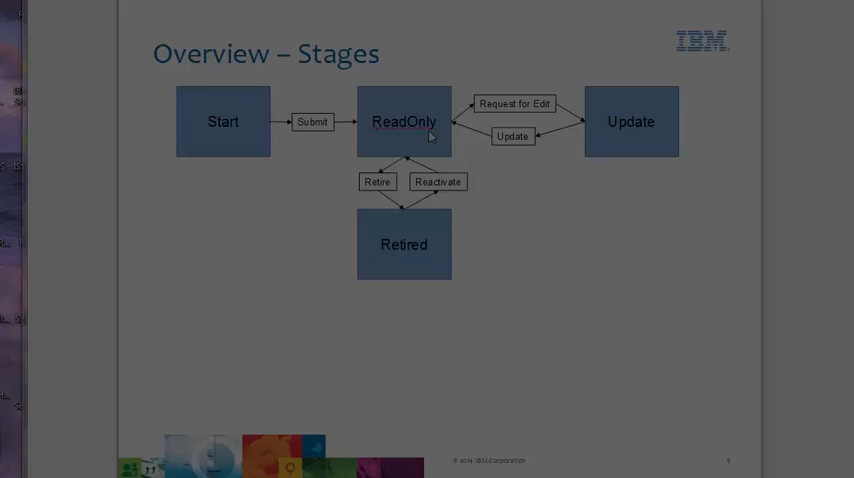 Overview – Stages
IBM
Start
Submit
ReadOnly
Request for Edit
Update
Update
Retire
Reactivate
Retired
© 2014 IBM Corporation
4